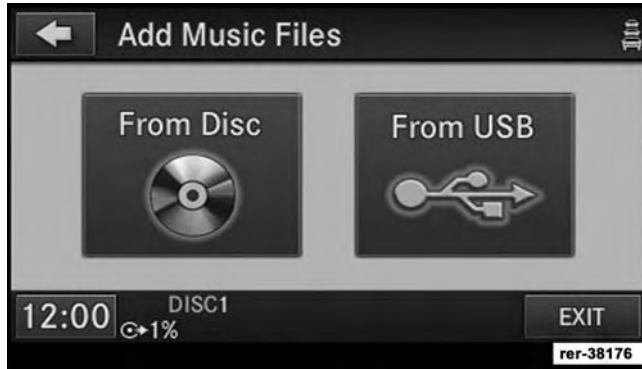 Add Music Files
From Disc
From USB
12:00
DISC1
1%
EXIT
rer-38176